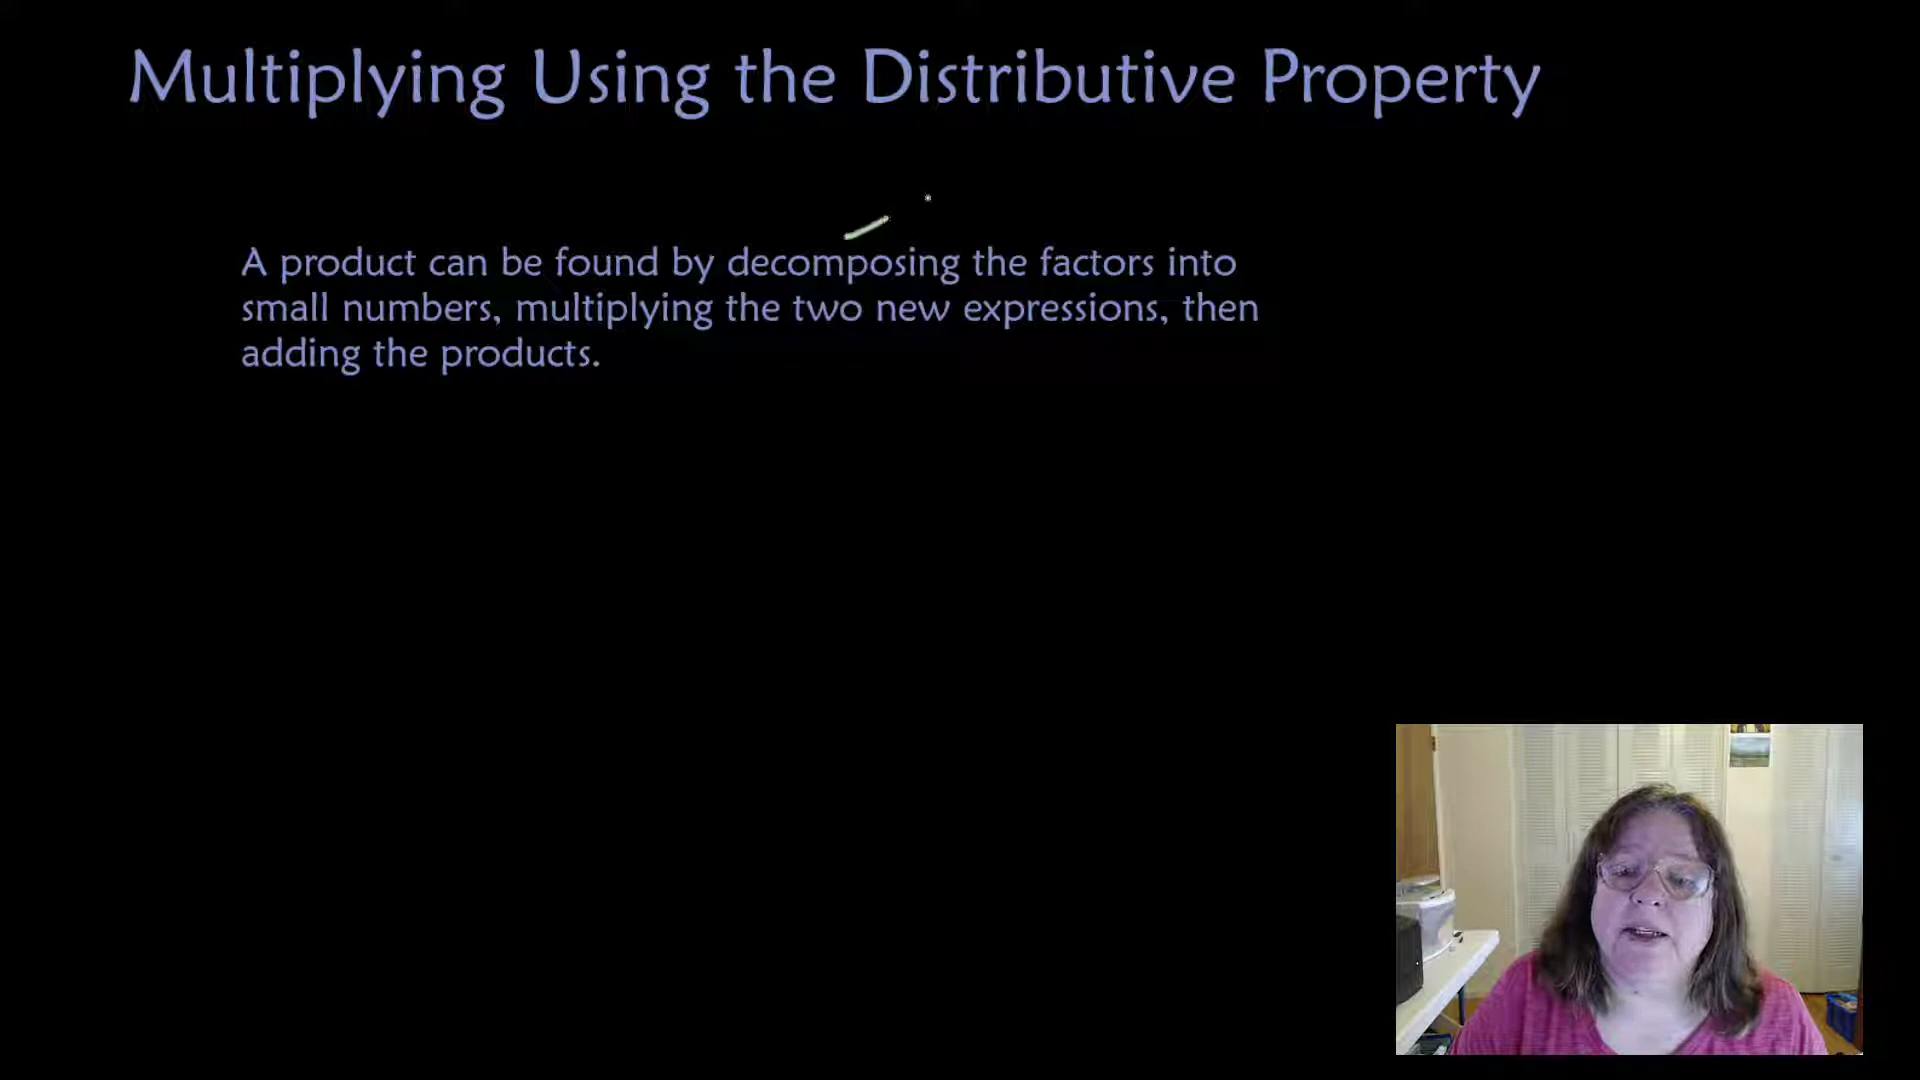 Multiplying Using the Distributive Property
A product can be found by decomposing the factors into
small numbers, multiplying the two new expressions, then
adding the products.